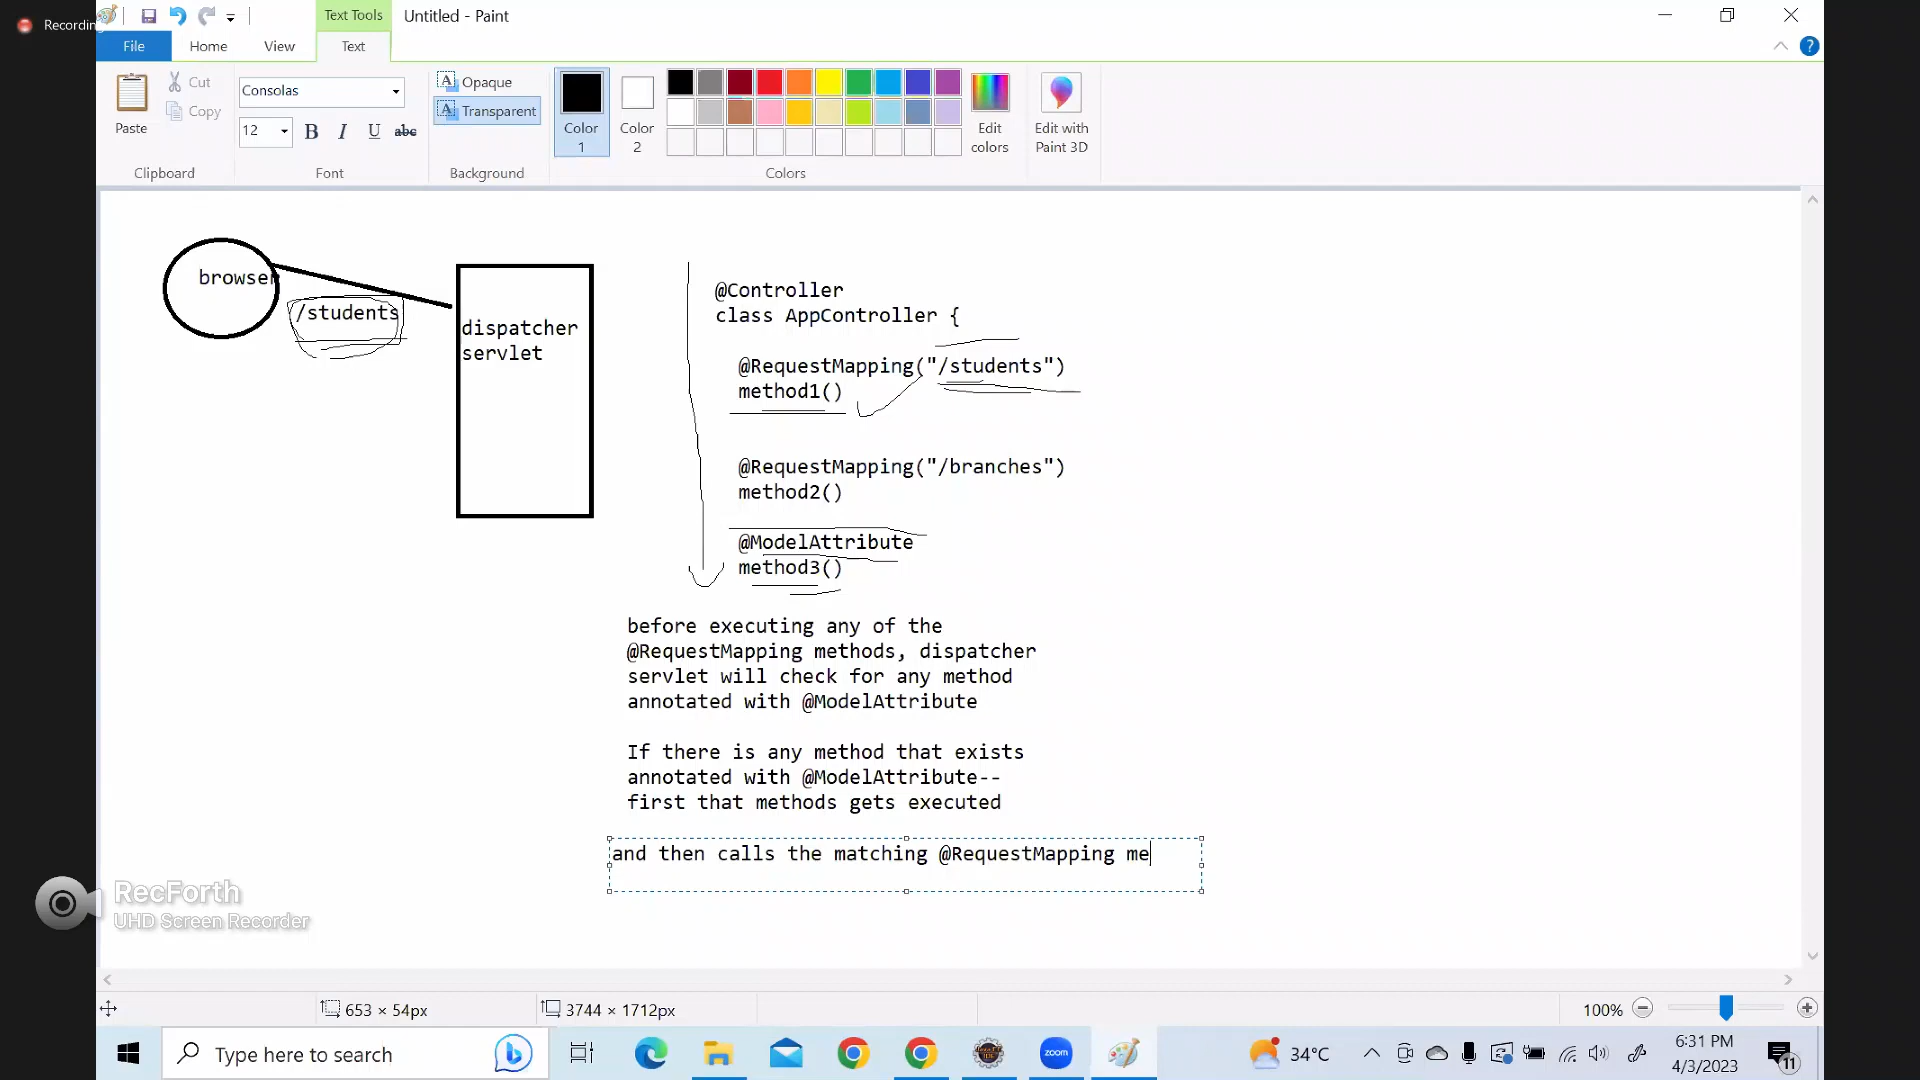 Recording
Text Tools
Untitled - Paint
File
Home
View
Text
?
Paste
Cut
Copy
Clipboard
Consolas
12
B
I
U
abc
Font
A Opaque
A Transparent
Background
Color 1
Color 2
Edit colors
Colors
Edit with Paint 3D
browser
/students
dispatcher
servlet
@Controller
class AppController {
@RequestMapping("/students")
method1()
@RequestMapping("/branches")
method2()
@ModelAttribute
method3()
before executing any of the
@RequestMapping methods, dispatcher
servlet will check for any method
annotated with @ModelAttribute
If there is any method that exists
annotated with @ModelAttribute--
first that methods gets executed
and then calls the matching @RequestMapping me
RecForth
UHD Screen Recorder
653 × 54px
3744 × 1712px
100%
Type here to search
zoom
34°C
6:31 PM
4/3/2023
11